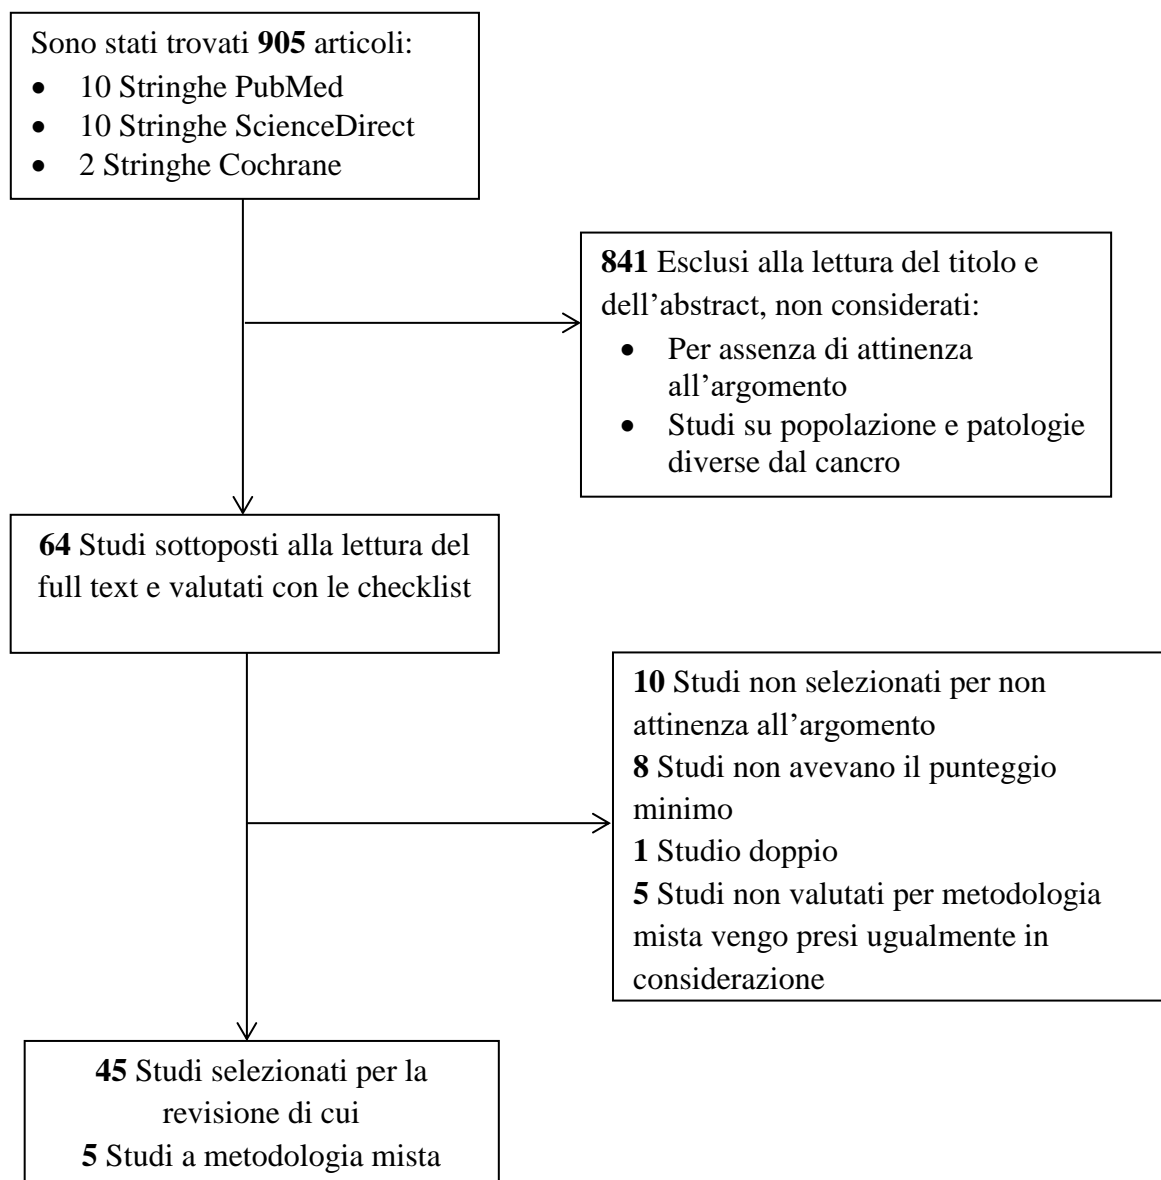 Sono stati trovati 905 articoli:
• 10 Stringhe PubMed
• 10 Stringhe ScienceDirect
• 2 Stringhe Cochrane
841 Esclusi alla lettura del titolo e
dell’abstract, non considerati:
• Per assenza di attinenza
all’argomento
• Studi su popolazione e patologie
diverse dal cancro
64 Studi sottoposti alla lettura del
full text e valutati con le checklist
10 Studi non selezionati per non
attinenza all’argomento
8 Studi non avevano il punteggio
minimo
1 Studio doppio
5 Studi non valutati per metodologia
mista vengo presi ugualmente in
considerazione
45 Studi selezionati per la
revisione di cui
5 Studi a metodologia mista